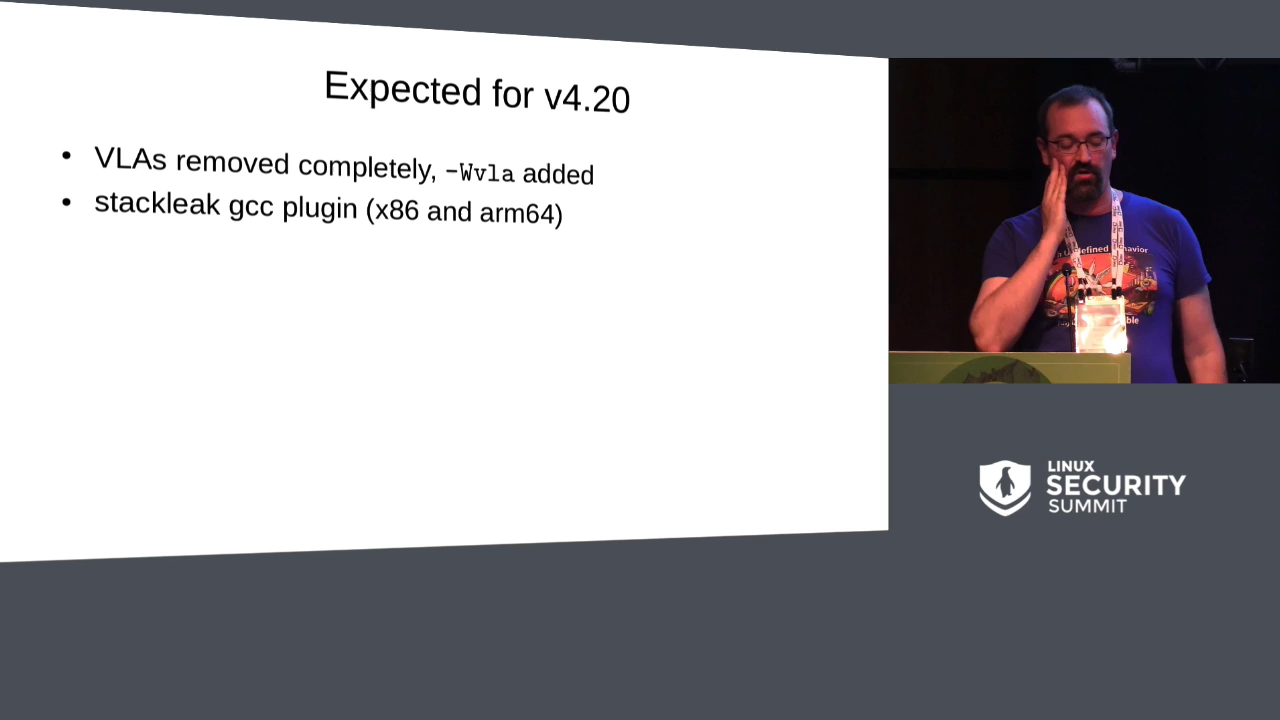 Expected for v4.20
• VLAs removed completely, -Wvla added
• stackleak gcc plugin (x86 and arm64)
LINUX
SECURITY
SUMMIT